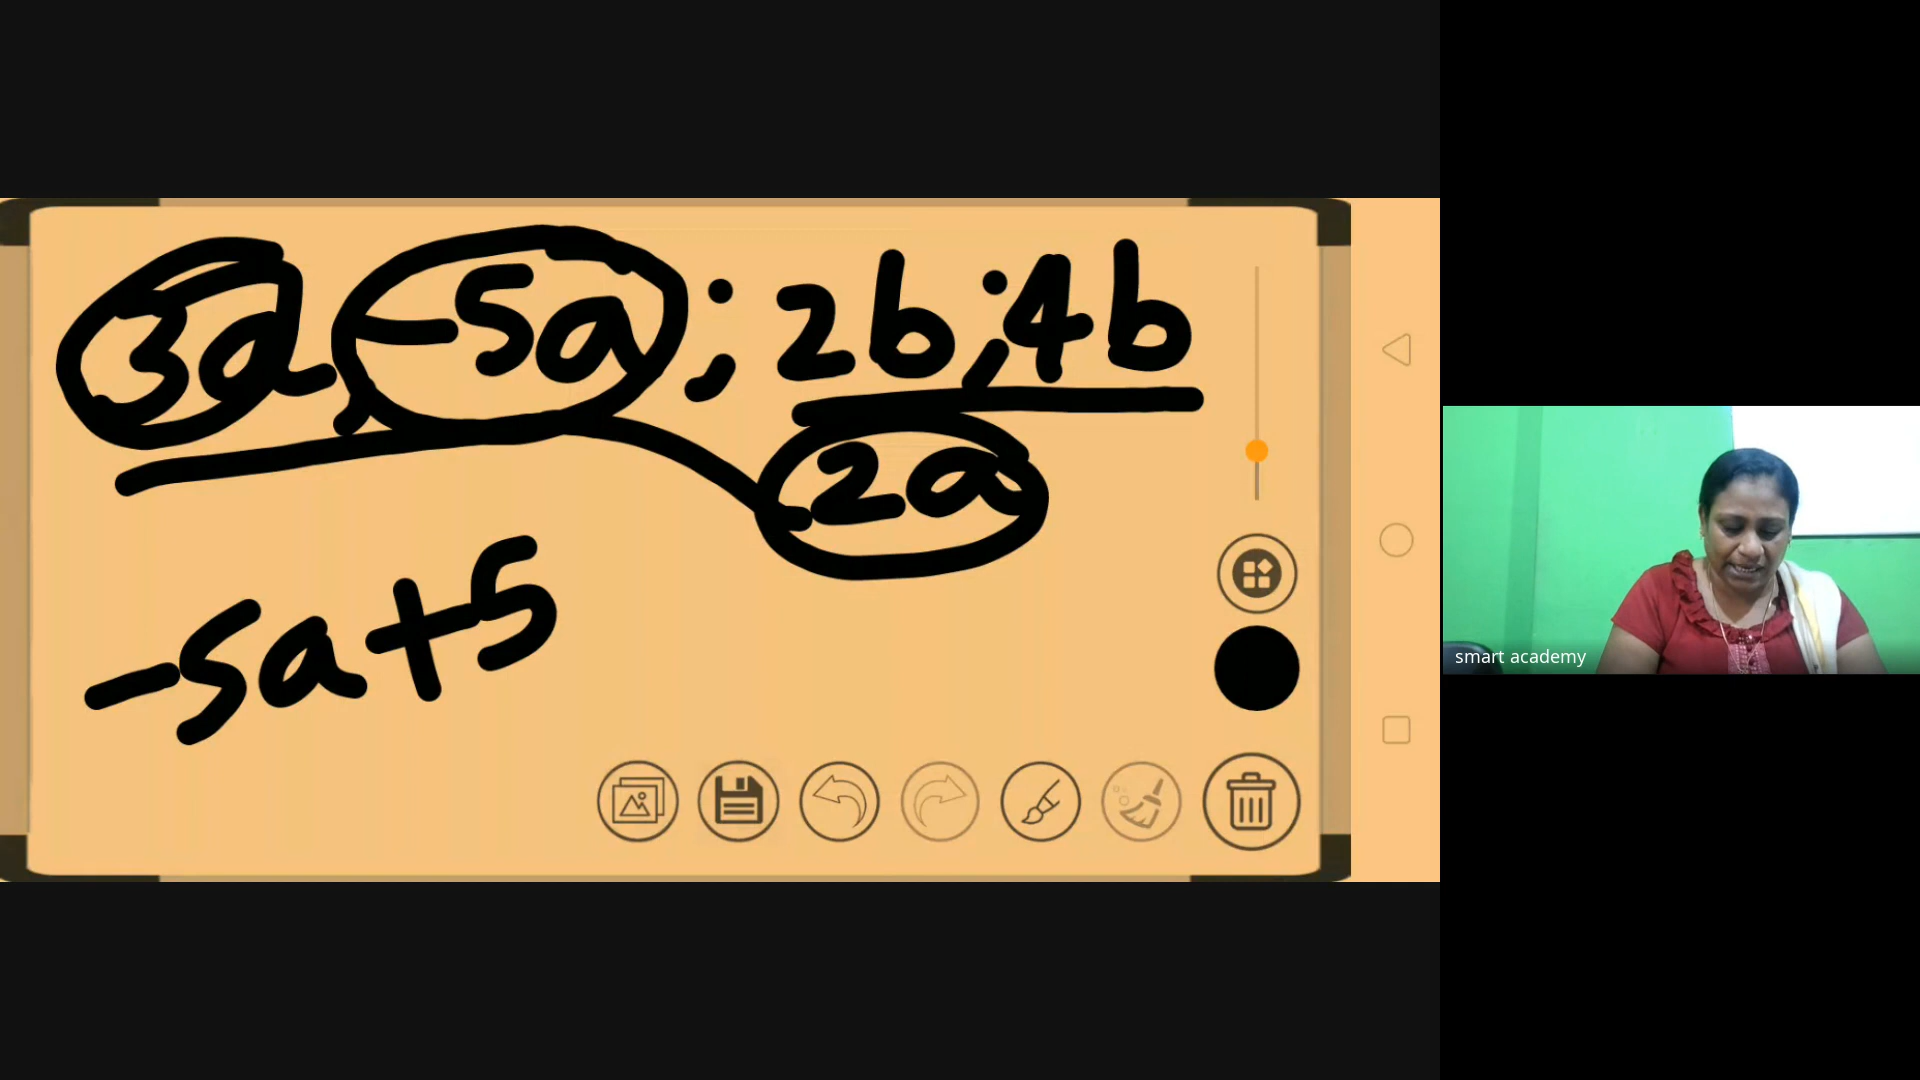 3a, -5a ; 2b ; 4b
2a
-5a+5
smart academy